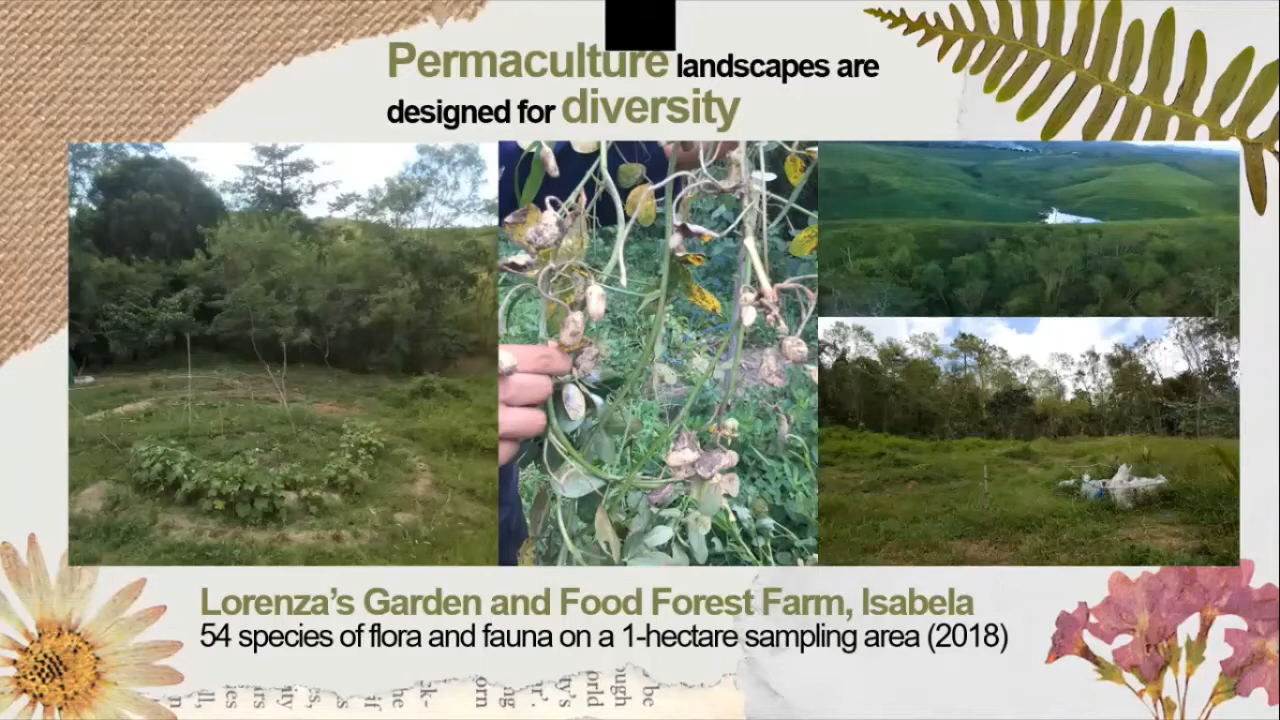 Permaculture landscapes are
designed for diversity
Lorenza's Garden and Food Forest Farm, Isabela
54 species of flora and fauna on a 1-hectare sampling area (2018)